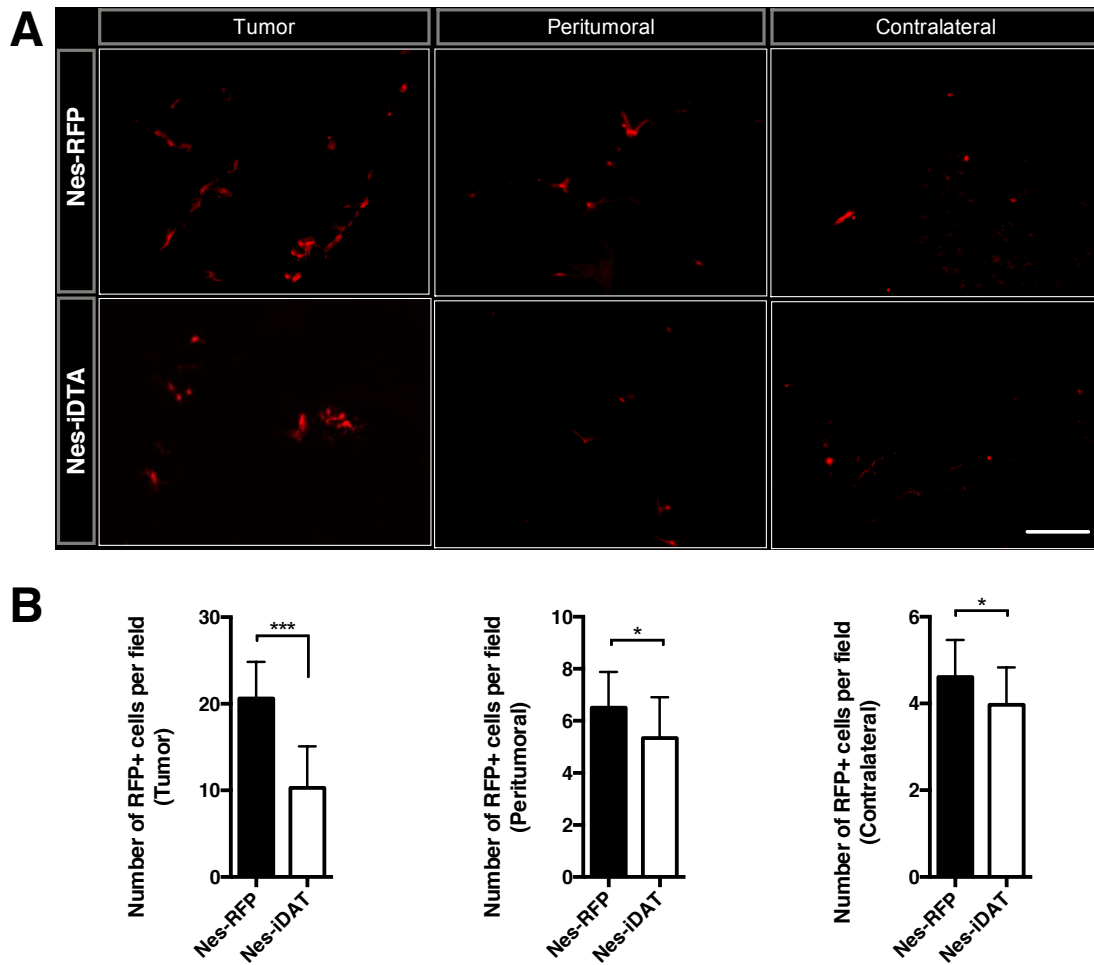 A
Tumor
Peritumoral
Contralateral
Nes-RFP
Nes-iDTA
B
Number of RFP+ cells per field
(Tumor)
30
20
10
0
***
Nes-RFP
Nes-iDAT
Number of RFP+ cells per field
(Peritumoral)
10
8
6
4
2
0
*
Nes-RFP
Nes-iDAT
Number of RFP+ cells per field
(Contralateral)
6
4
2
0
*
Nes-RFP
Nes-iDAT